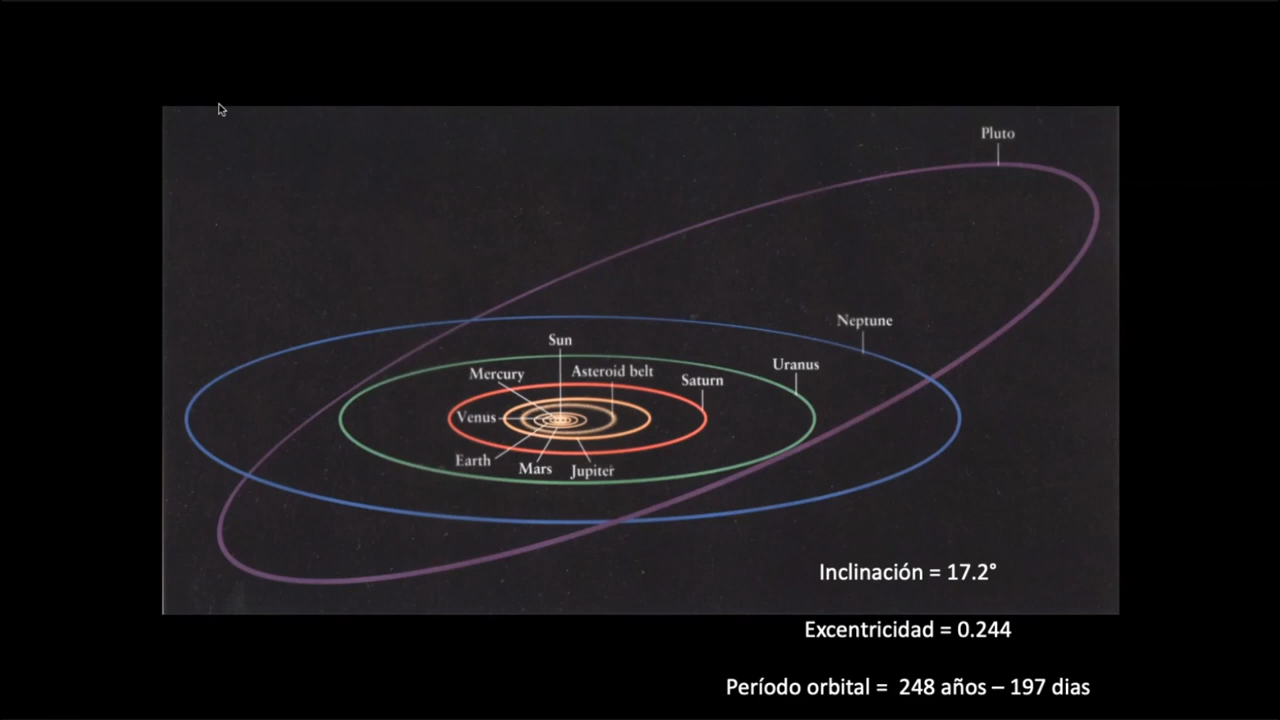 Pluto
Neptune
Sun
Uranus
Mercury
Asteroid belt
Saturn
Venus
Earth
Mars
Jupiter
Inclinación = 17.2°
Excentricidad = 0.244
Período orbital = 248 años – 197 dias